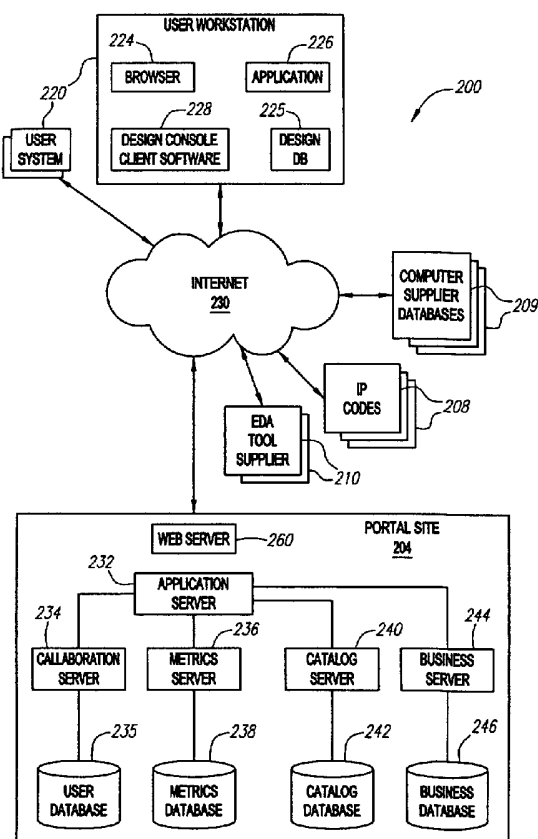 USER WORKSTATION
224
226
BROWSER
APPLICATION
200
220
228
225
USER
SYSTEM
DESIGN CONSOLE
CLIENT SOFTWARE
DESIGN
DB
INTERNET
230
COMPUTER
SUPPLIER
DATABASES
209
IP
CODES
208
EDA
TOOL
SUPPLIER
210
PORTAL SITE
204
WEB SERVER
260
232
APPLICATION
SERVER
234
236
240
244
CALLABORATION
SERVER
METRICS
SERVER
CATALOG
SERVER
BUSINESS
SERVER
235
238
242
246
USER
DATABASE
METRICS
DATABASE
CATALOG
DATABASE
BUSINESS
DATABASE